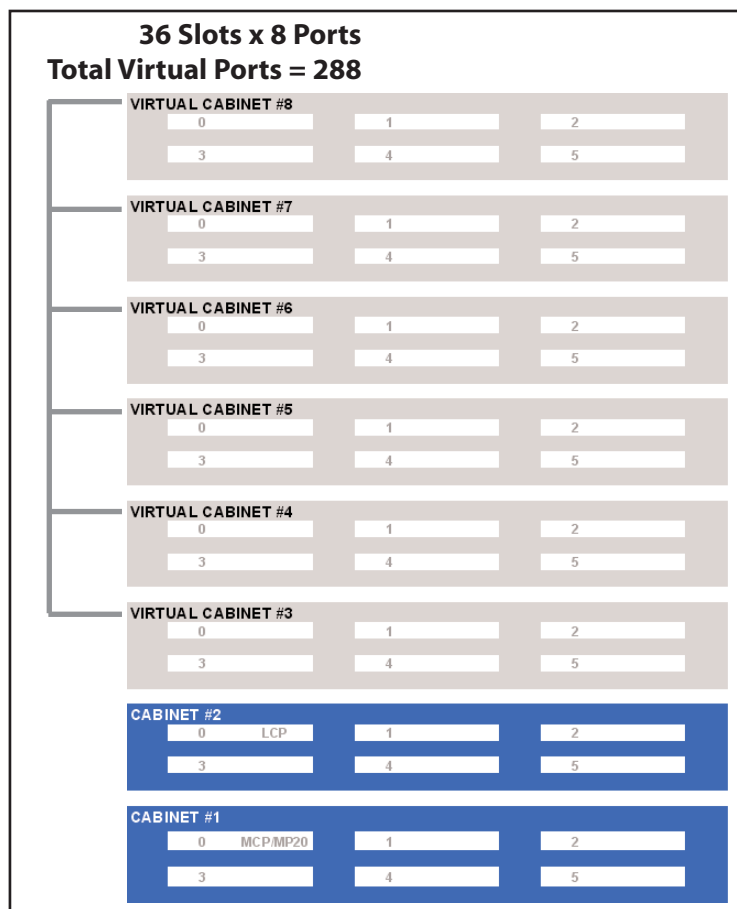 36 Slots x 8 Ports
Total Virtual Ports = 288
VIRTUAL CABINET #8
0 1 2
3 4 5
VIRTUAL CABINET #7
0 1 2
3 4 5
VIRTUAL CABINET #6
0 1 2
3 4 5
VIRTUAL CABINET #5
0 1 2
3 4 5
VIRTUAL CABINET #4
0 1 2
3 4 5
VIRTUAL CABINET #3
0 1 2
3 4 5
CABINET #2
0 LCP 1 2
3 4 5
CABINET #1
0 MCP/MP20 1 2
3 4 5